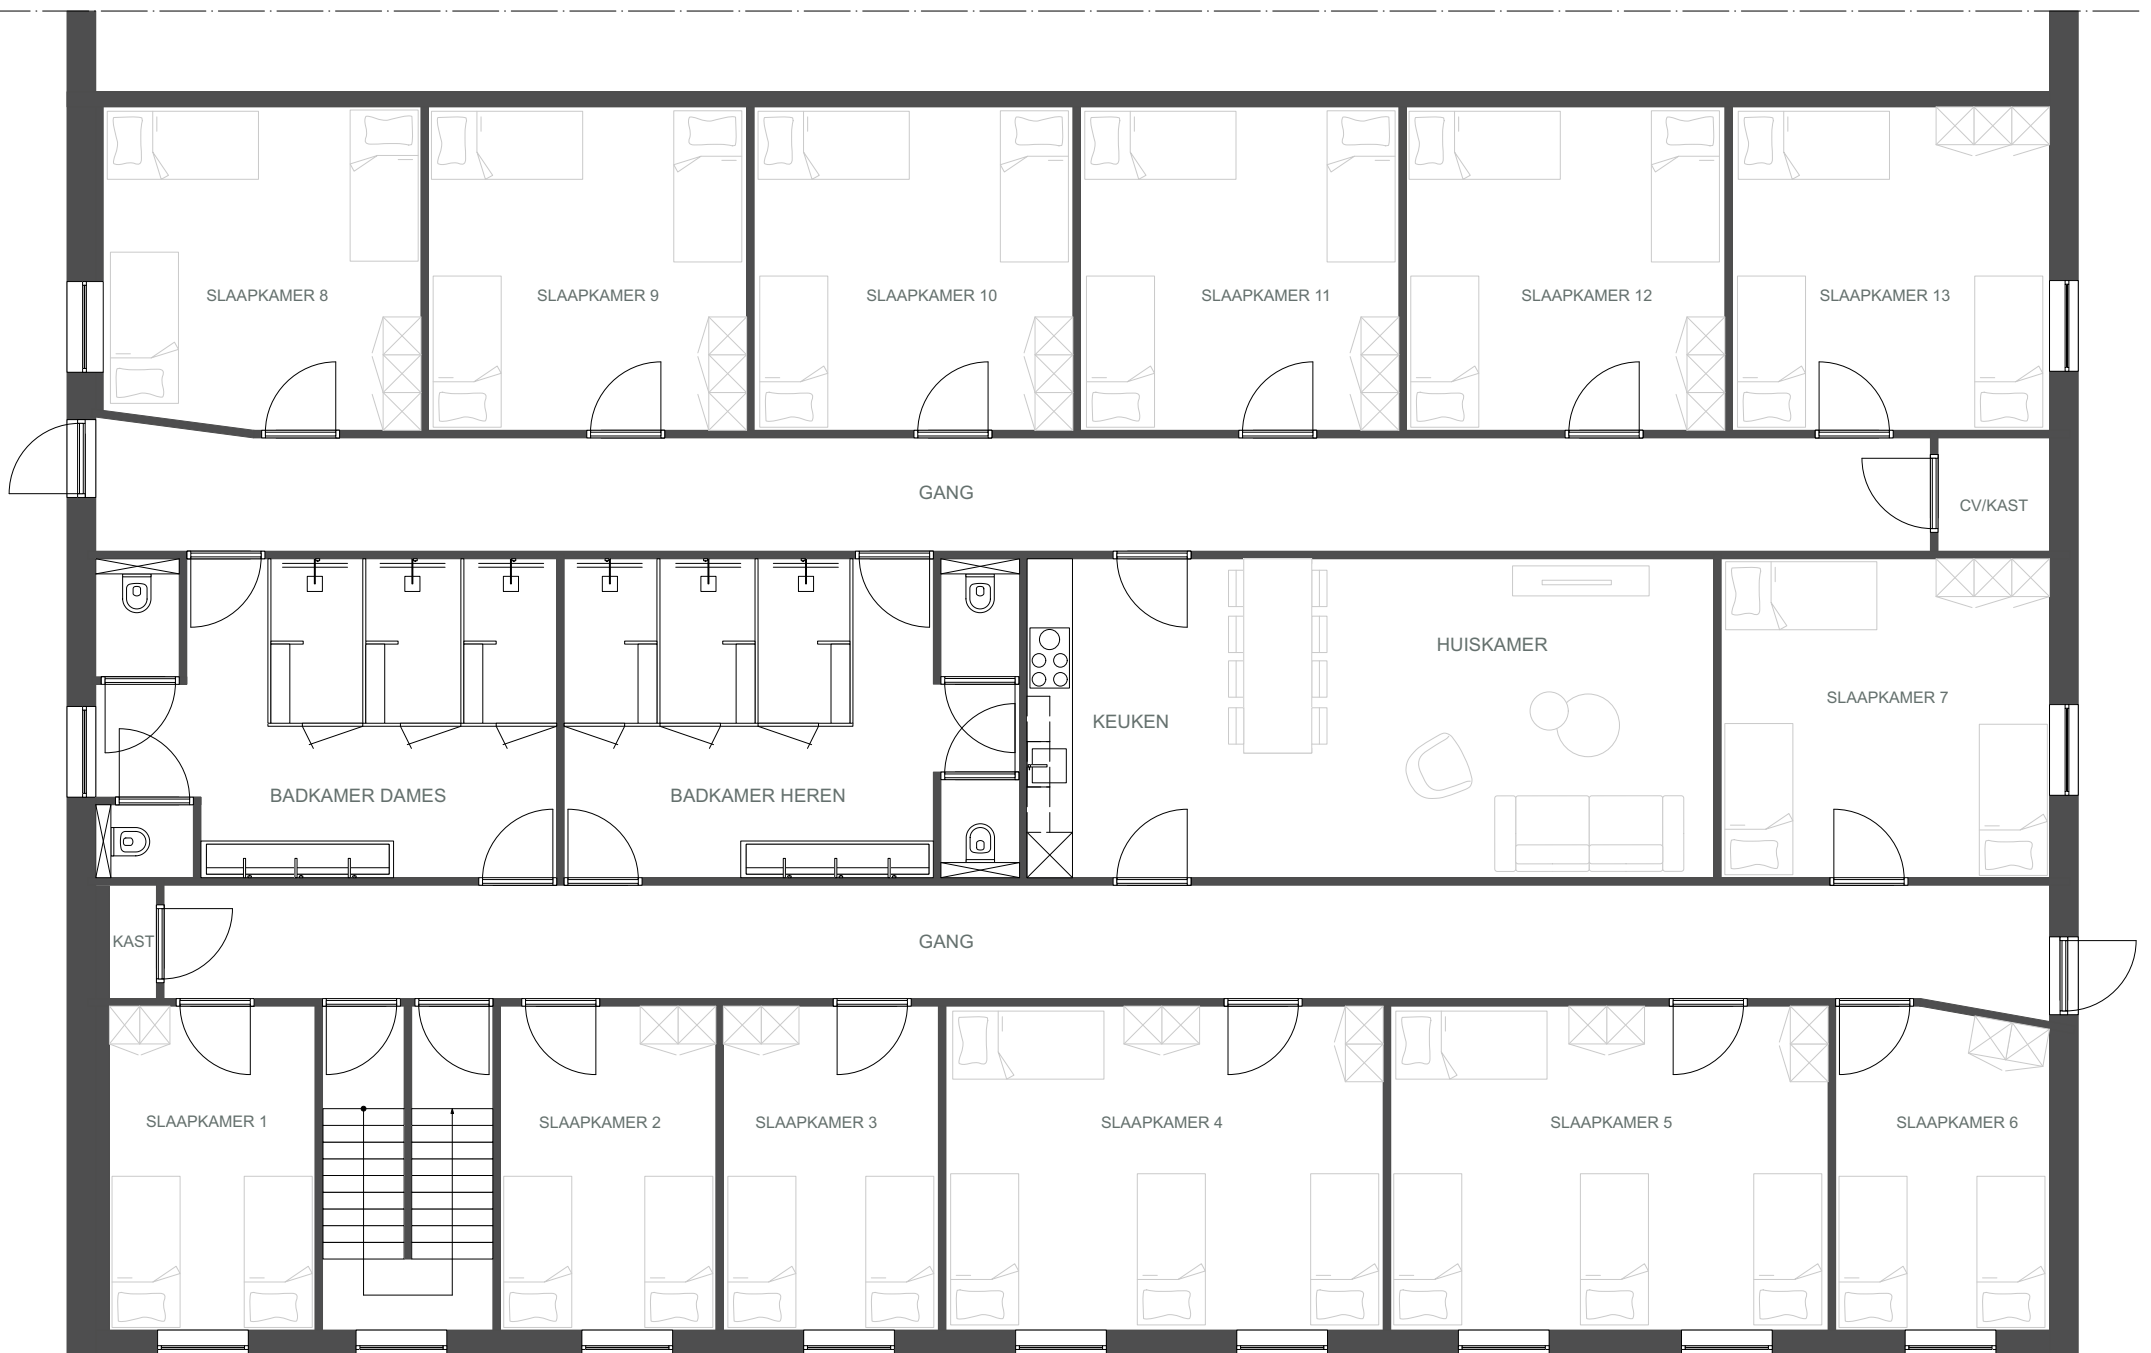 SLAAPKAMER 8
SLAAPKAMER 9
SLAAPKAMER 10
SLAAPKAMER 11
SLAAPKAMER 12
SLAAPKAMER 13
GANG
CV/KAST
HUISKAMER
SLAAPKAMER 7
KEUKEN
BADKAMER DAMES
BADKAMER HEREN
KAST
GANG
SLAAPKAMER 1
SLAAPKAMER 2
SLAAPKAMER 3
SLAAPKAMER 4
SLAAPKAMER 5
SLAAPKAMER 6